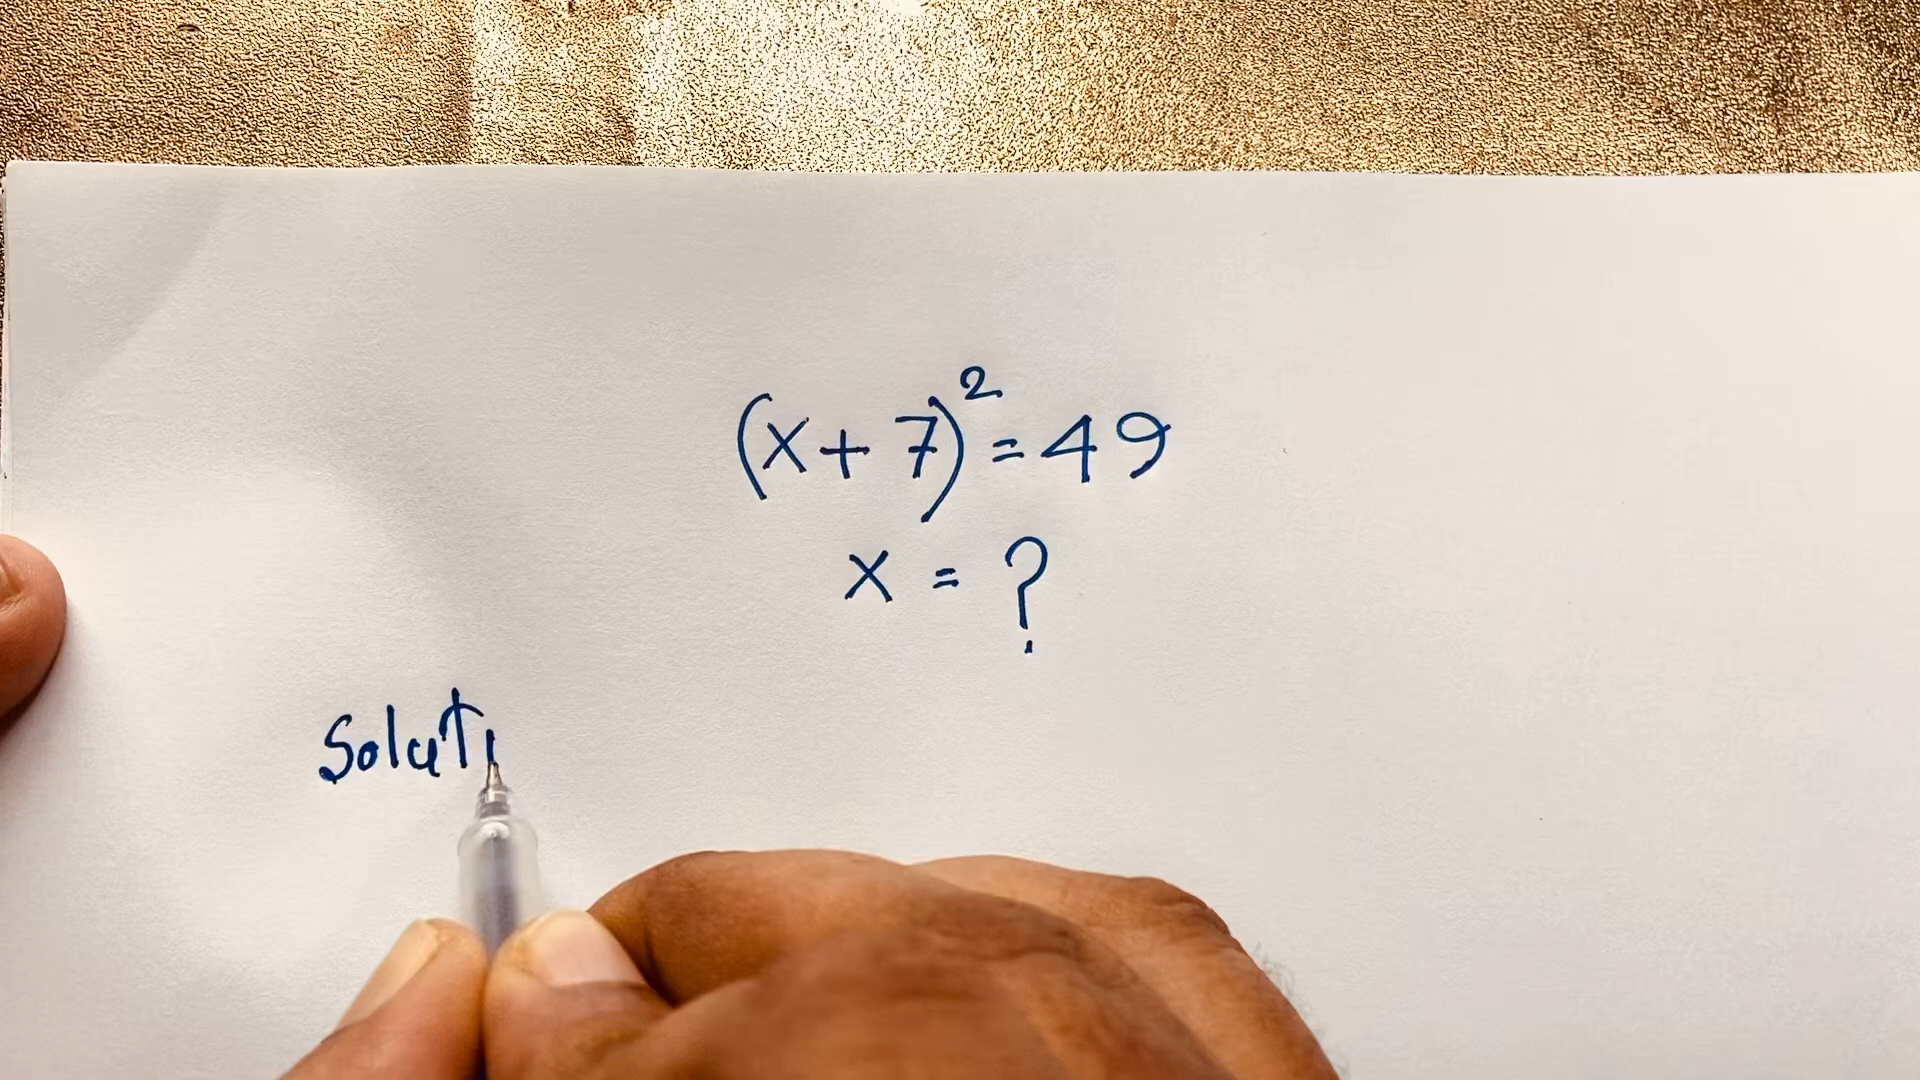 (x+7)²=49
x = ?
Soluti